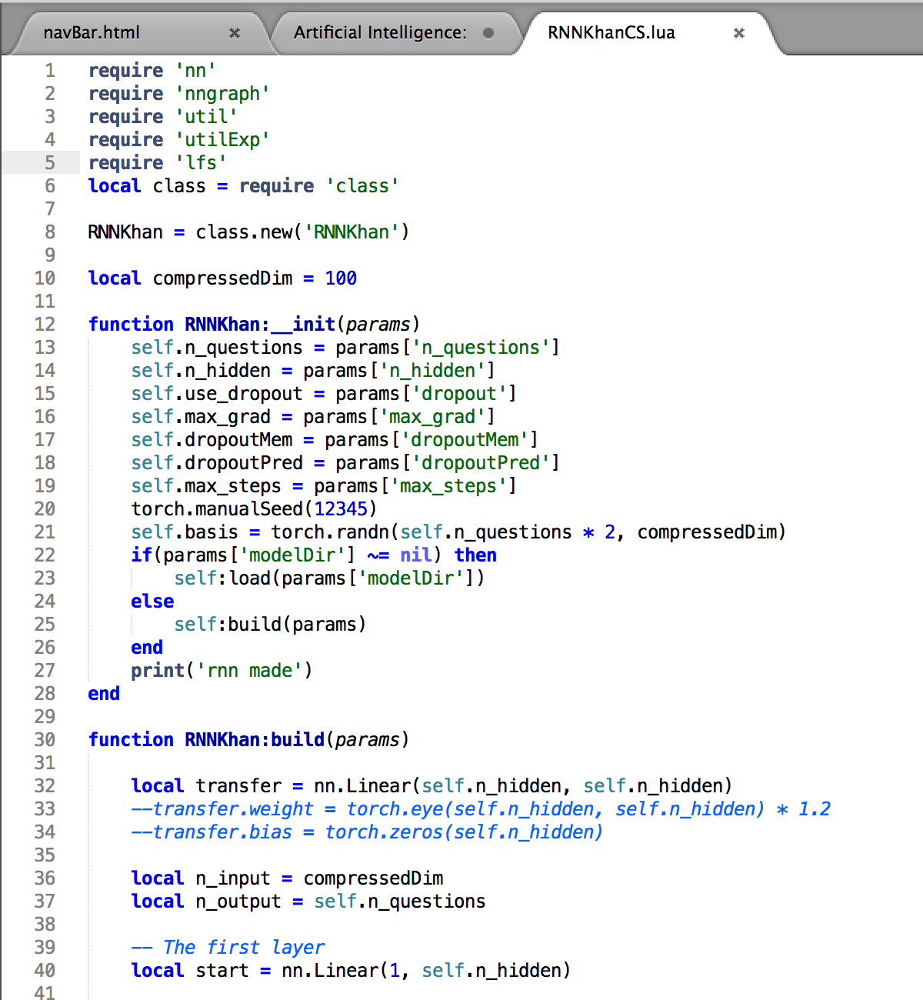 navBar.html × Artificial Intelligence: RNNKhanCS.lua ×
1 require 'nn'
2 require 'nngraph'
3 require 'util'
4 require 'utilExp'
5 require 'lfs'
6 local class = require 'class'
7
8 RNNKhan = class.new('RNNKhan')
9
10 local compressedDim = 100
11
12 function RNNKhan:__init(params)
13     self.n_questions = params['n_questions']
14     self.n_hidden = params['n_hidden']
15     self.use_dropout = params['dropout']
16     self.max_grad = params['max_grad']
17     self.dropoutMem = params['dropoutMem']
18     self.dropoutPred = params['dropoutPred']
19     self.max_steps = params['max_steps']
20     torch.manualSeed(12345)
21     self.basis = torch.randn(self.n_questions * 2, compressedDim)
22     if(params['modelDir'] ~= nil) then
23         self:load(params['modelDir'])
24     else
25         self:build(params)
26     end
27     print('rnn made')
28 end
29
30 function RNNKhan:build(params)
31
32     local transfer = nn.Linear(self.n_hidden, self.n_hidden)
33     --transfer.weight = torch.eye(self.n_hidden, self.n_hidden) * 1.2
34     --transfer.bias = torch.zeros(self.n_hidden)
35
36     local n_input = compressedDim
37     local n_output = self.n_questions
38
39     -- The first layer
40     local start = nn.Linear(1, self.n_hidden)
41